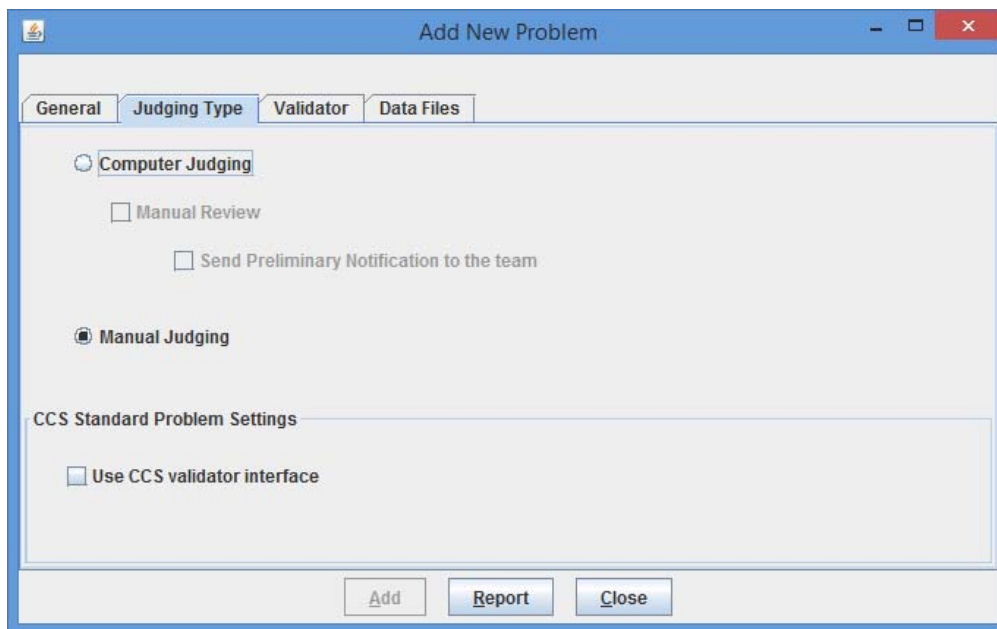 Add New Problem
General Judging Type Validator Data Files
Computer Judging
Manual Review
Send Preliminary Notification to the team
Manual Judging
CCS Standard Problem Settings
Use CCS validator interface
Add Report Close